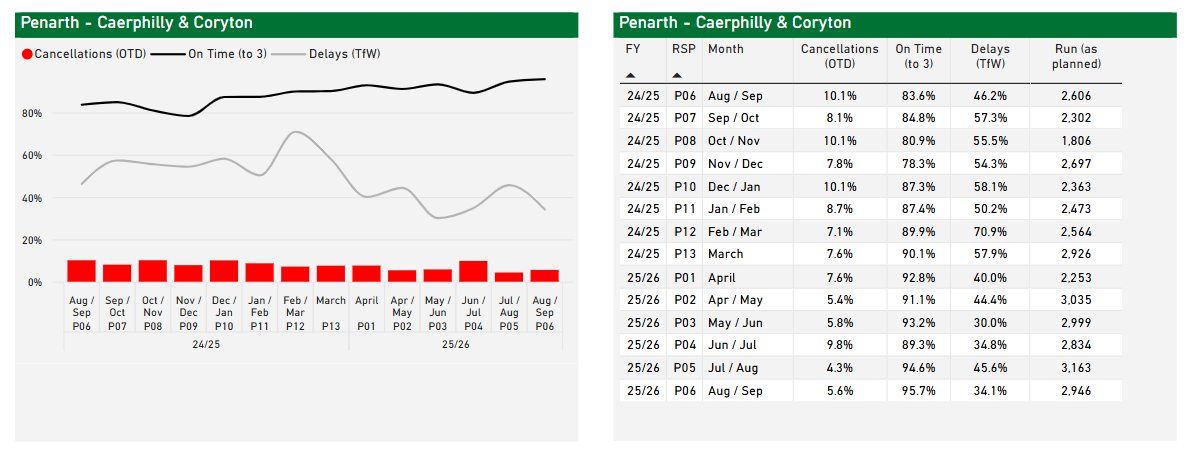 Penarth - Caerphilly & Coryton
Cancellations (OTD) On Time (to 3) Delays (TfW)
80%
60%
40%
20%
0%
Aug / Sep / Oct / Nov / Dec / Jan / Feb / March April Apr / May / Jun / Jul / Aug /
Sep Oct Nov Dec Jan Feb Mar May Jun Jul Aug Sep
P06 P07 P08 P09 P10 P11 P12 P13 P01 P02 P03 P04 P05 P06
24/25 25/26
Penarth - Caerphilly & Coryton
FY RSP Month Cancellations On Time Delays Run (as
(OTD) (to 3) (TfW) planned)
24/25 P06 Aug / Sep 10.1% 83.6% 46.2% 2,606
24/25 P07 Sep / Oct 8.1% 84.8% 57.3% 2,302
24/25 P08 Oct / Nov 10.1% 80.9% 55.5% 1,806
24/25 P09 Nov / Dec 7.8% 78.3% 54.3% 2,697
24/25 P10 Dec / Jan 10.1% 87.3% 58.1% 2,363
24/25 P11 Jan / Feb 8.7% 87.4% 50.2% 2,473
24/25 P12 Feb / Mar 7.1% 89.9% 70.9% 2,564
24/25 P13 March 7.6% 90.1% 57.9% 2,926
25/26 P01 April 7.6% 92.8% 40.0% 2,253
25/26 P02 Apr / May 5.4% 91.1% 44.4% 3,035
25/26 P03 May / Jun 5.8% 93.2% 30.0% 2,999
25/26 P04 Jun / Jul 9.8% 89.3% 34.8% 2,834
25/26 P05 Jul / Aug 4.3% 94.6% 45.6% 3,163
25/26 P06 Aug / Sep 5.6% 95.7% 34.1% 2,946